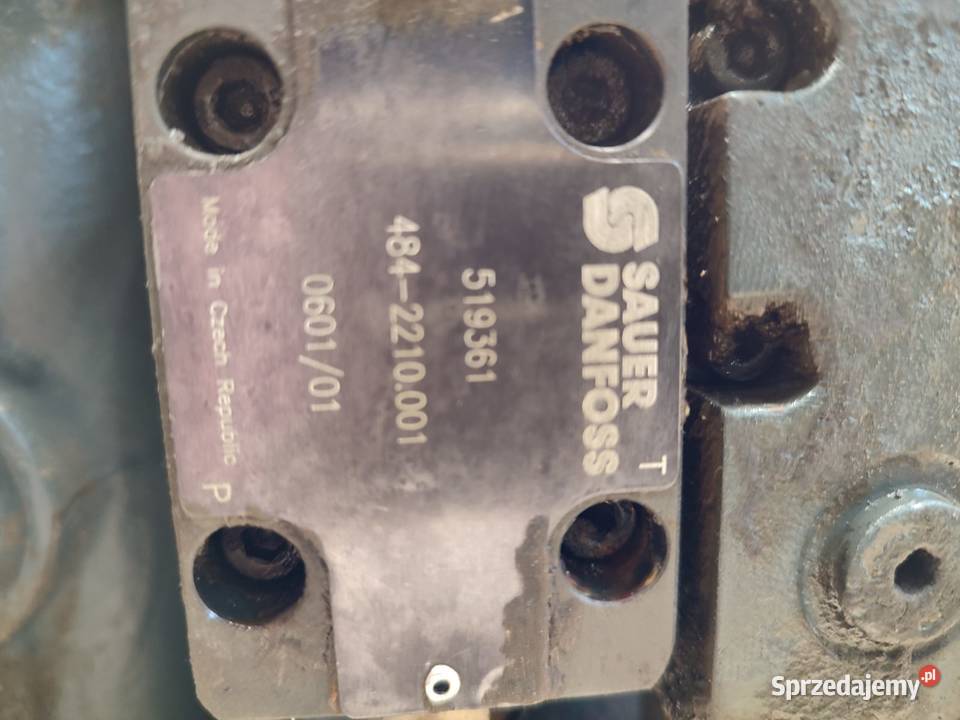 SAUER
DANFOSS
T
519361
484-2210.001
0601/01
Made in Czech Republic
P
Sprzedajemy.pl